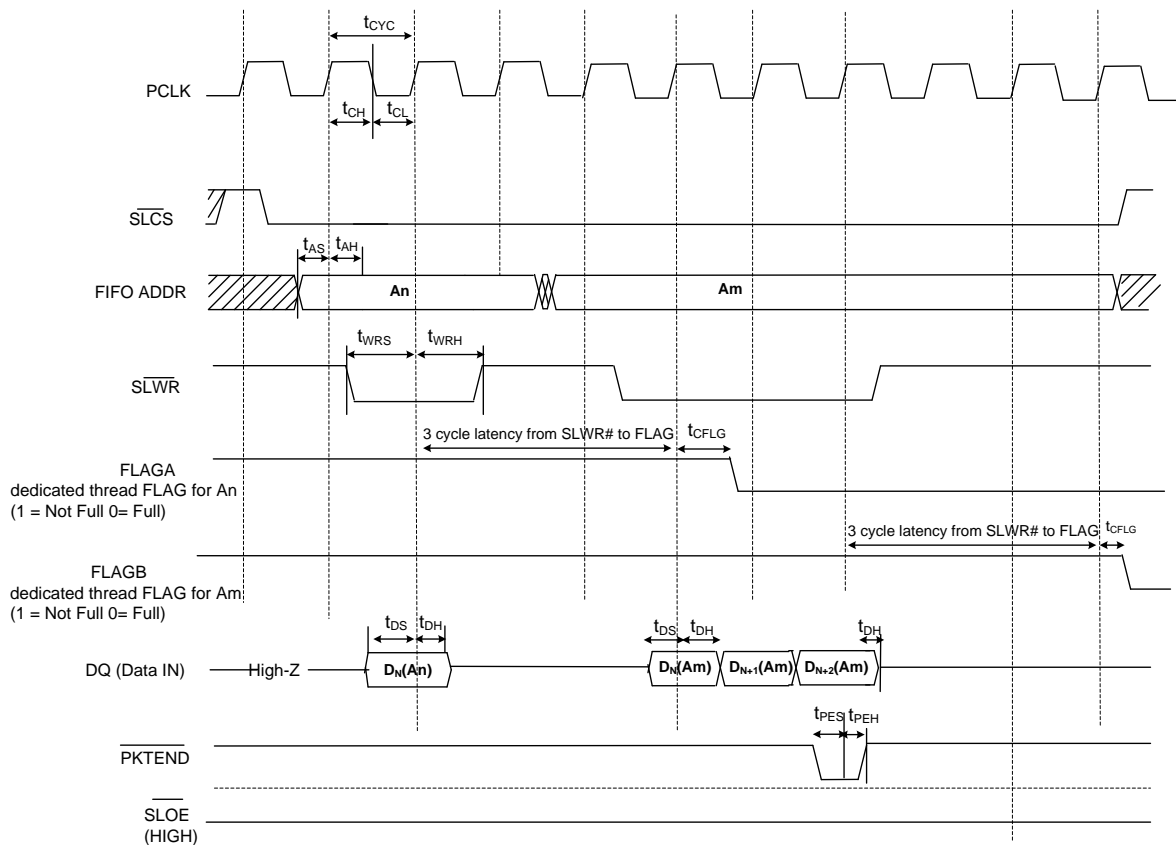 tCYC
PCLK
tCH
tCL
SLCS
tAS
tAH
FIFO ADDR
An
Am
tWRS
tWRH
SLWR
3 cycle latency from SLWR# to FLAG
tCFLG
FLAGA
dedicated thread FLAG for An
(1 = Not Full 0= Full)
3 cycle latency from SLWR# to FLAG
tCFLG
FLAGB
dedicated thread FLAG for Am
(1 = Not Full 0= Full)
tDS
tDH
tDS
tDH
tDH
DQ (Data IN)
High-Z
DN(An)
DN(Am)
DN+1(Am)
DN+2(Am)
tPES
tPEH
PKTEND
SLOE
(HIGH)